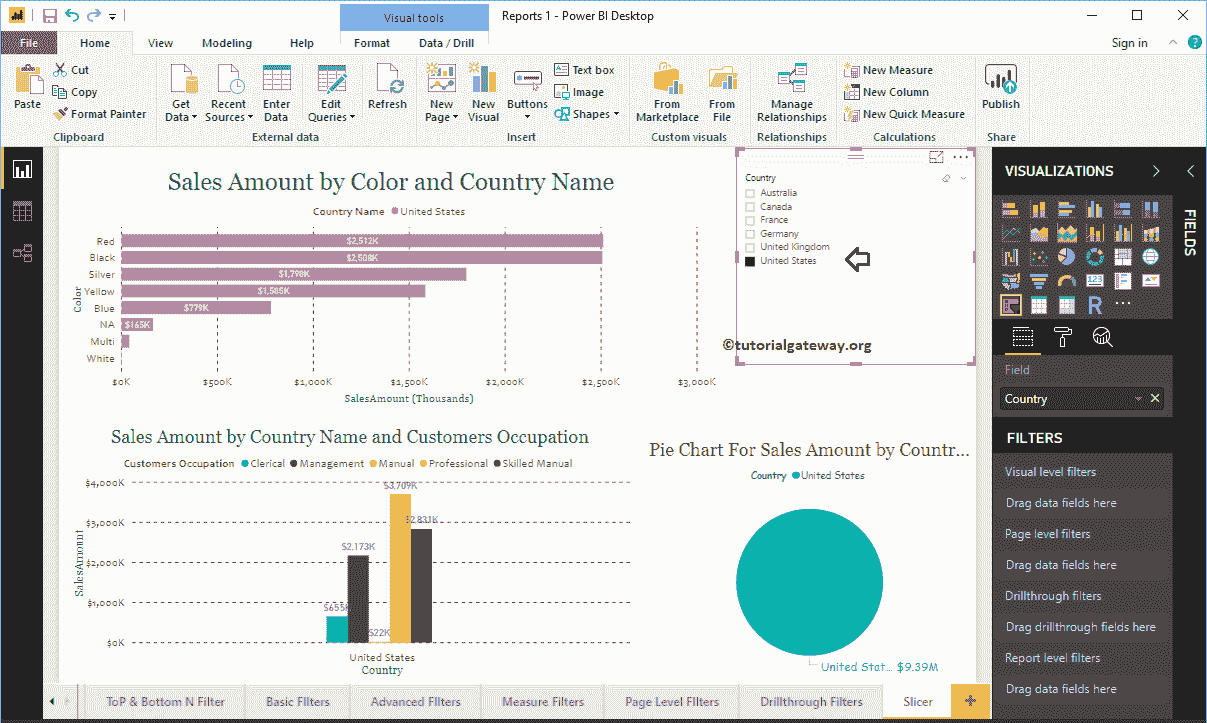 Visual tools
Reports 1 - Power BI Desktop
File
Home
View
Modeling
Help
Format
Data / Drill
Sign in
?
Paste
Cut
Copy
Format Painter
Clipboard
Get Data
Recent Sources
Enter Data
External data
Edit Queries
Refresh
New Page
New Visual
Buttons
Text box
Image
Shapes
Insert
From Marketplace
From File
Custom visuals
Manage Relationships
Relationships
New Measure
New Column
New Quick Measure
Calculations
Publish
Share
Sales Amount by Color and Country Name
Country Name United States
Color
Red
$2,512K
Black
$2,508K
Silver
$1,798K
Yellow
$1,585K
Blue
$779K
NA
$165K
Multi
White
$0K
$500K
$1,000K
$1,500K
$2,000K
$2,500K
$3,000K
SalesAmount (Thousands)
Country
Australia
Canada
France
Germany
United Kingdom
United States
©tutorialgateway.org
Sales Amount by Country Name and Customers Occupation
Customers Occupation Clerical Management Manual Professional Skilled Manual
SalesAmount
$4,000K
$3,000K
$2,000K
$1,000K
$0K
$655K
$2,173K
$22K
$3,709K
$2,831K
United States
Country
Pie Chart For Sales Amount by Countr...
Country United States
United Stat... $9.39M
VISUALIZATIONS
FIELDS
123
R
Field
Country
FILTERS
Visual level filters
Drag data fields here
Page level filters
Drag data fields here
Drillthrough filters
Drag drillthrough fields here
Report level filters
Drag data fields here
ToP & Bottom N Filter
Basic FIlters
Advanced FIlters
Measure Filters
Page Level FIlters
Drillthrough Filters
Slicer